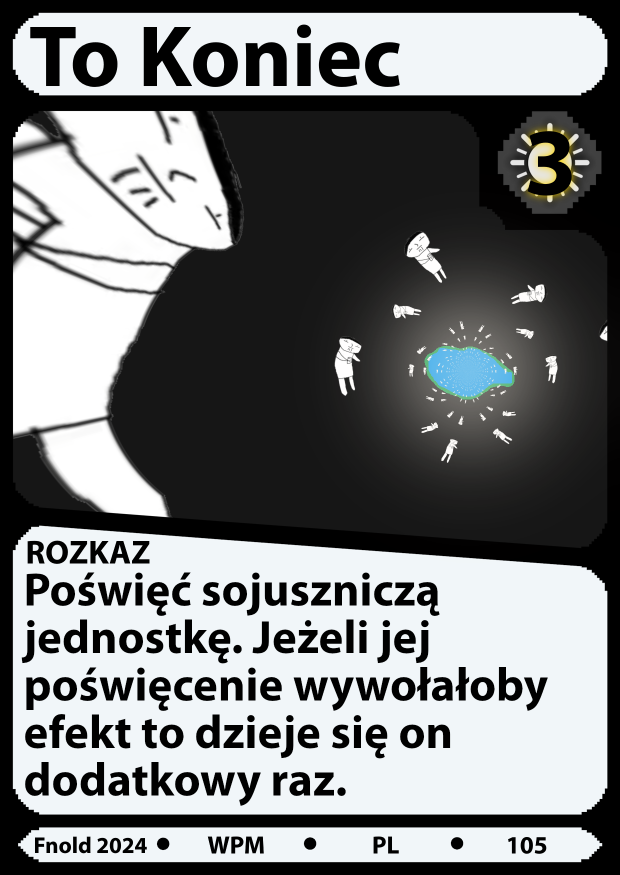 To Koniec
3
ROZKAZ
Poświęć sojuszniczą
jednostkę. Jeżeli jej
poświęcenie wywołałoby
efekt to dzieje się on
dodatkowy raz.
Fnold 2024 • WPM • PL • 105